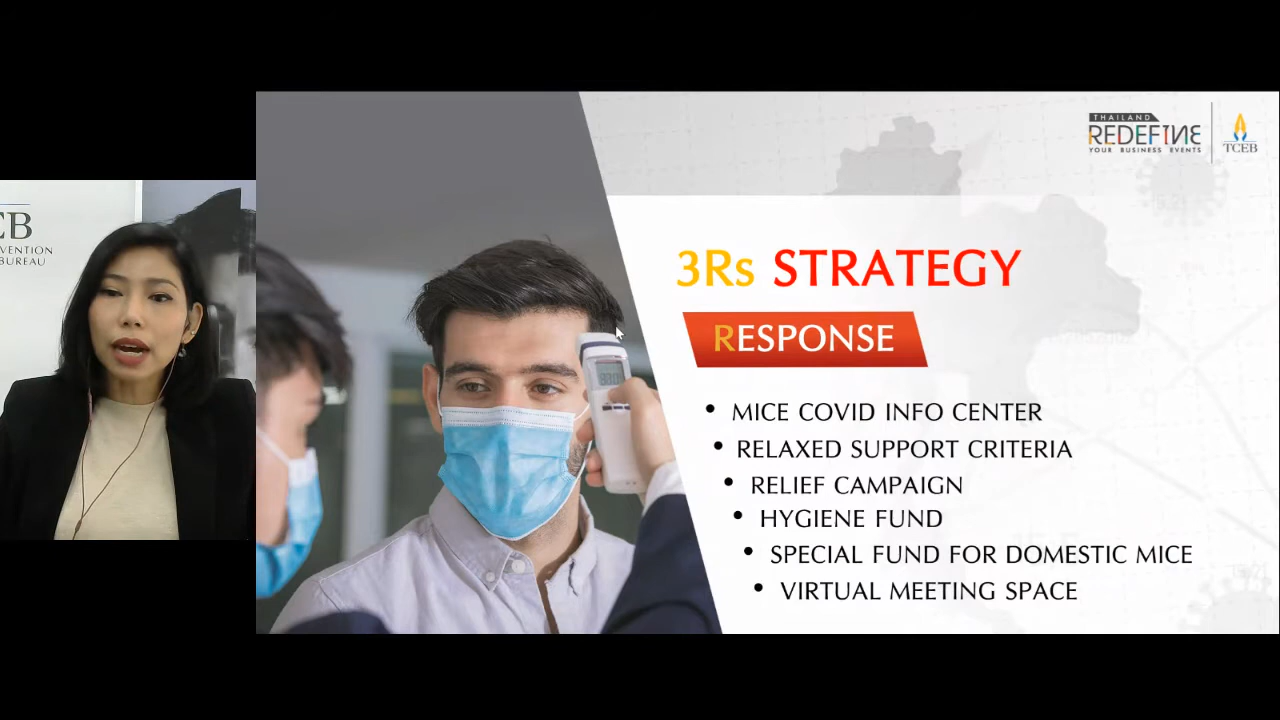 EB
VENTION
BUREAU
THAILAND
REDEFINE
YOUR BUSINESS EVENTS
TCEB
3Rs STRATEGY
RESPONSE
• MICE COVID INFO CENTER
• RELAXED SUPPORT CRITERIA
• RELIEF CAMPAIGN
• HYGIENE FUND
• SPECIAL FUND FOR DOMESTIC MICE
• VIRTUAL MEETING SPACE